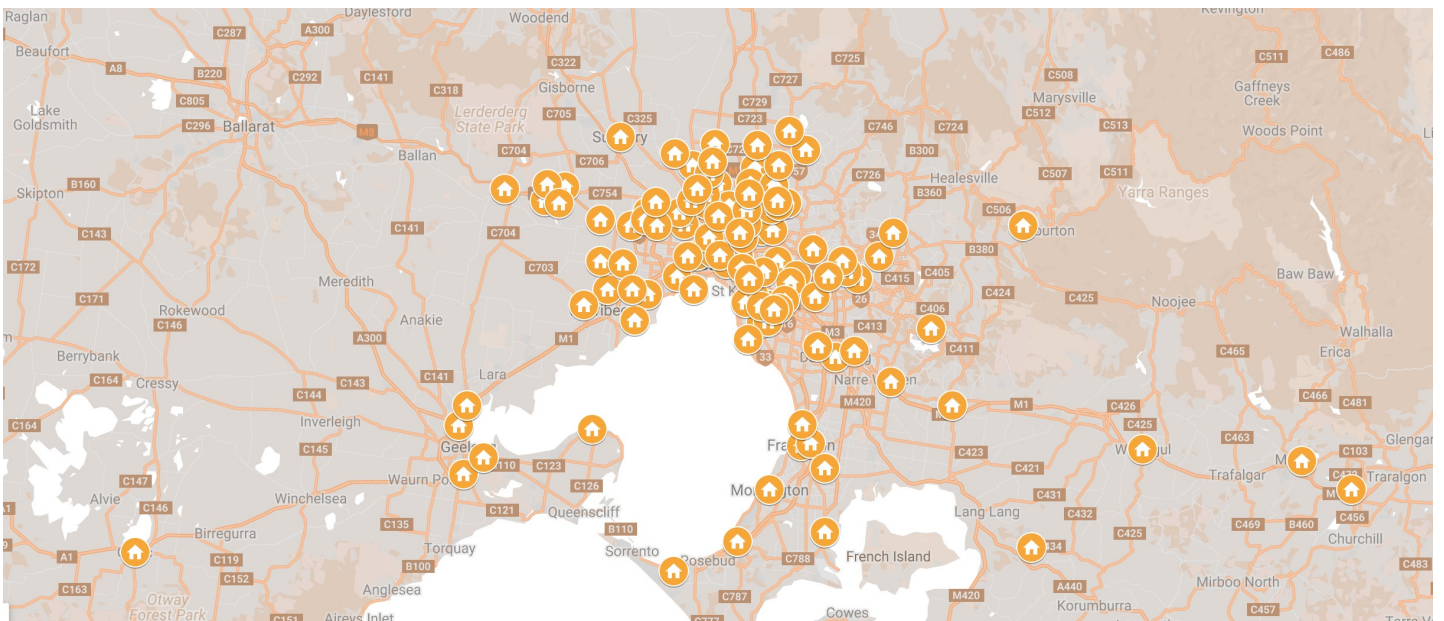 Raglan
Daylesford
Woodend
Kevington
C287
A300
C725
C511
C486
Beaufort
A8
B220
C292
C141
C322
C727
C508
Gaffneys
Creek
Gisborne
C318
C805
C729
Marysville
Lake
Goldsmith
C296
Ballarat
M8
Lerderderg
State Park
C705
C325
C723
C746
C724
C512
C513
Woods Point
Ballan
C704
C706
B300
Skipton
B160
C754
C726
Healesville
C507
C511
B360
Yarra Ranges
C143
C141
C704
C506
B380
C172
C703
C415
C405
Baw Baw
Meredith
C171
Rokewood
C146
Anakie
St K
26
C424
C425
Noojee
C406
A300
M1
M3
C413
C411
Walhalla
Erica
Berrybank
C164
Cressy
C143
C141
Lara
33
C465
C144
M420
M1
C466
C481
C426
C425
C164
Inverleigh
C145
C463
C103
C123
C423
C421
Trafalgar
Traralgon
Waurn Po
C126
C147
Alvie
C146
Winchelsea
C121
Queenscliff
C431
C432
Lang Lang
C456
Churchill
C135
B110
C469
B460
Birregurra
C425
A1
C119
Torquay
Sorrento
Rosebud
C788
French Island
C483
C152
B100
C163
Anglesea
C787
M420
A440
Mirboo North
Otway
Forest Park
C151
Aireys Inlet
C777
Cowes
Korumburra
C457